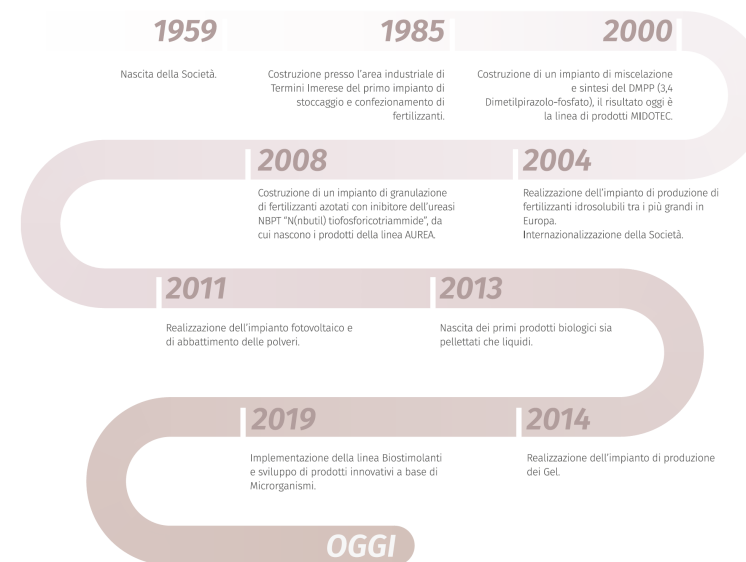 1959
Nascita della Società.
1985
Costruzione presso l'area industriale di
Termini Imerese del primo impianto di
stoccaggio e confezionamento di
fertilizzanti.
2000
Costruzione di un impianto di miscelazione
e sintesi del DMPP (3,4
Dimetilpirazolo-fosfato), il risultato oggi è
la linea di prodotti MIDOTEC.
2004
Realizzazione dell'impianto di produzione di
fertilizzanti idrosolubili tra i più grandi in
Europa.
Internazionalizzazione della Società.
2008
Costruzione di un impianto di granulazione
di fertilizzanti azotati con inibitore dell'ureasi
NBPT "N(nbutil) tiofosforicotriammide", da
cui nascono i prodotti della linea AUREA.
2011
Realizzazione dell'impianto fotovoltaico e
di abbattimento delle polveri.
2013
Nascita dei primi prodotti biologici sia
pellettati che liquidi.
2014
Realizzazione dell'impianto di produzione
dei Gel.
2019
Implementazione della linea Biostimolanti
e sviluppo di prodotti innovativi a base di
Microrganismi.
OGGI